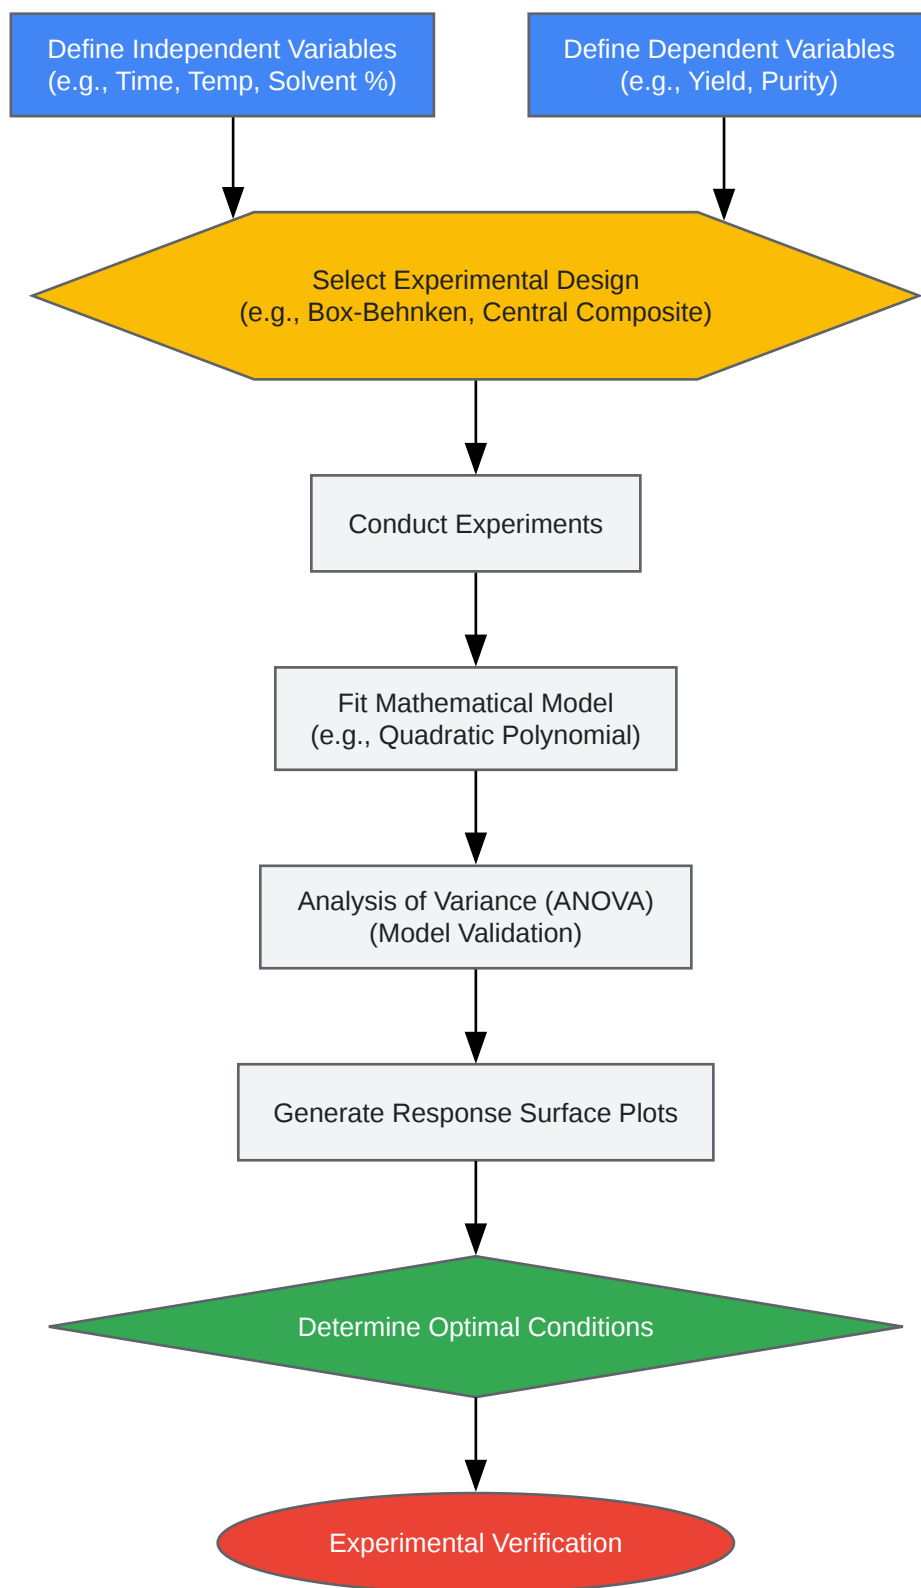 Define Independent Variables
(e.g., Time, Temp, Solvent %)
Define Dependent Variables
(e.g., Yield, Purity)
Select Experimental Design
(e.g., Box-Behnken, Central Composite)
Conduct Experiments
Fit Mathematical Model
(e.g., Quadratic Polynomial)
Analysis of Variance (ANOVA)
(Model Validation)
Generate Response Surface Plots
Determine Optimal Conditions
Experimental Verification